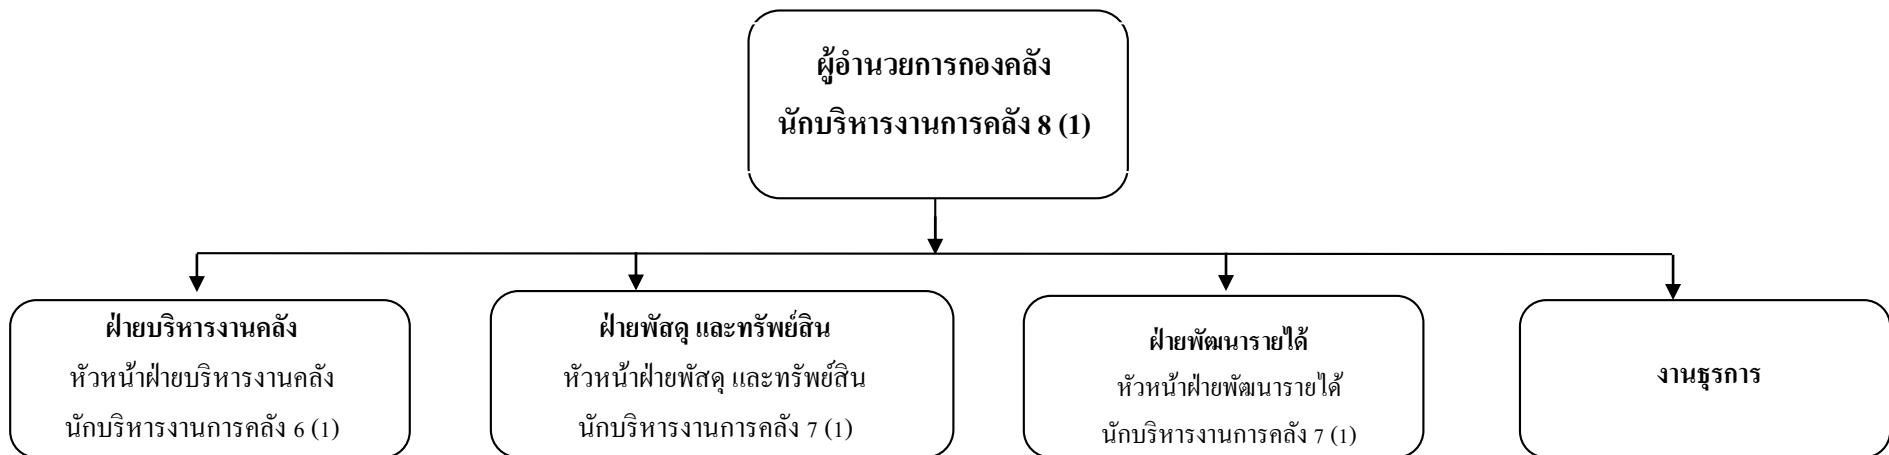 ผู้อำนวยการกองคลัง
นักบริหารงานการคลัง 8 (1)
ฝ่ายบริหารงานคลัง
หัวหน้าฝ่ายบริหารงานคลัง
นักบริหารงานการคลัง 6 (1)
ฝ่ายพัสดุ และทรัพย์สิน
หัวหน้าฝ่ายพัสดุ และทรัพย์สิน
นักบริหารงานการคลัง 7 (1)
ฝ่ายพัฒนารายได้
หัวหน้าฝ่ายพัฒนารายได้
นักบริหารงานการคลัง 7 (1)
งานธุรการ